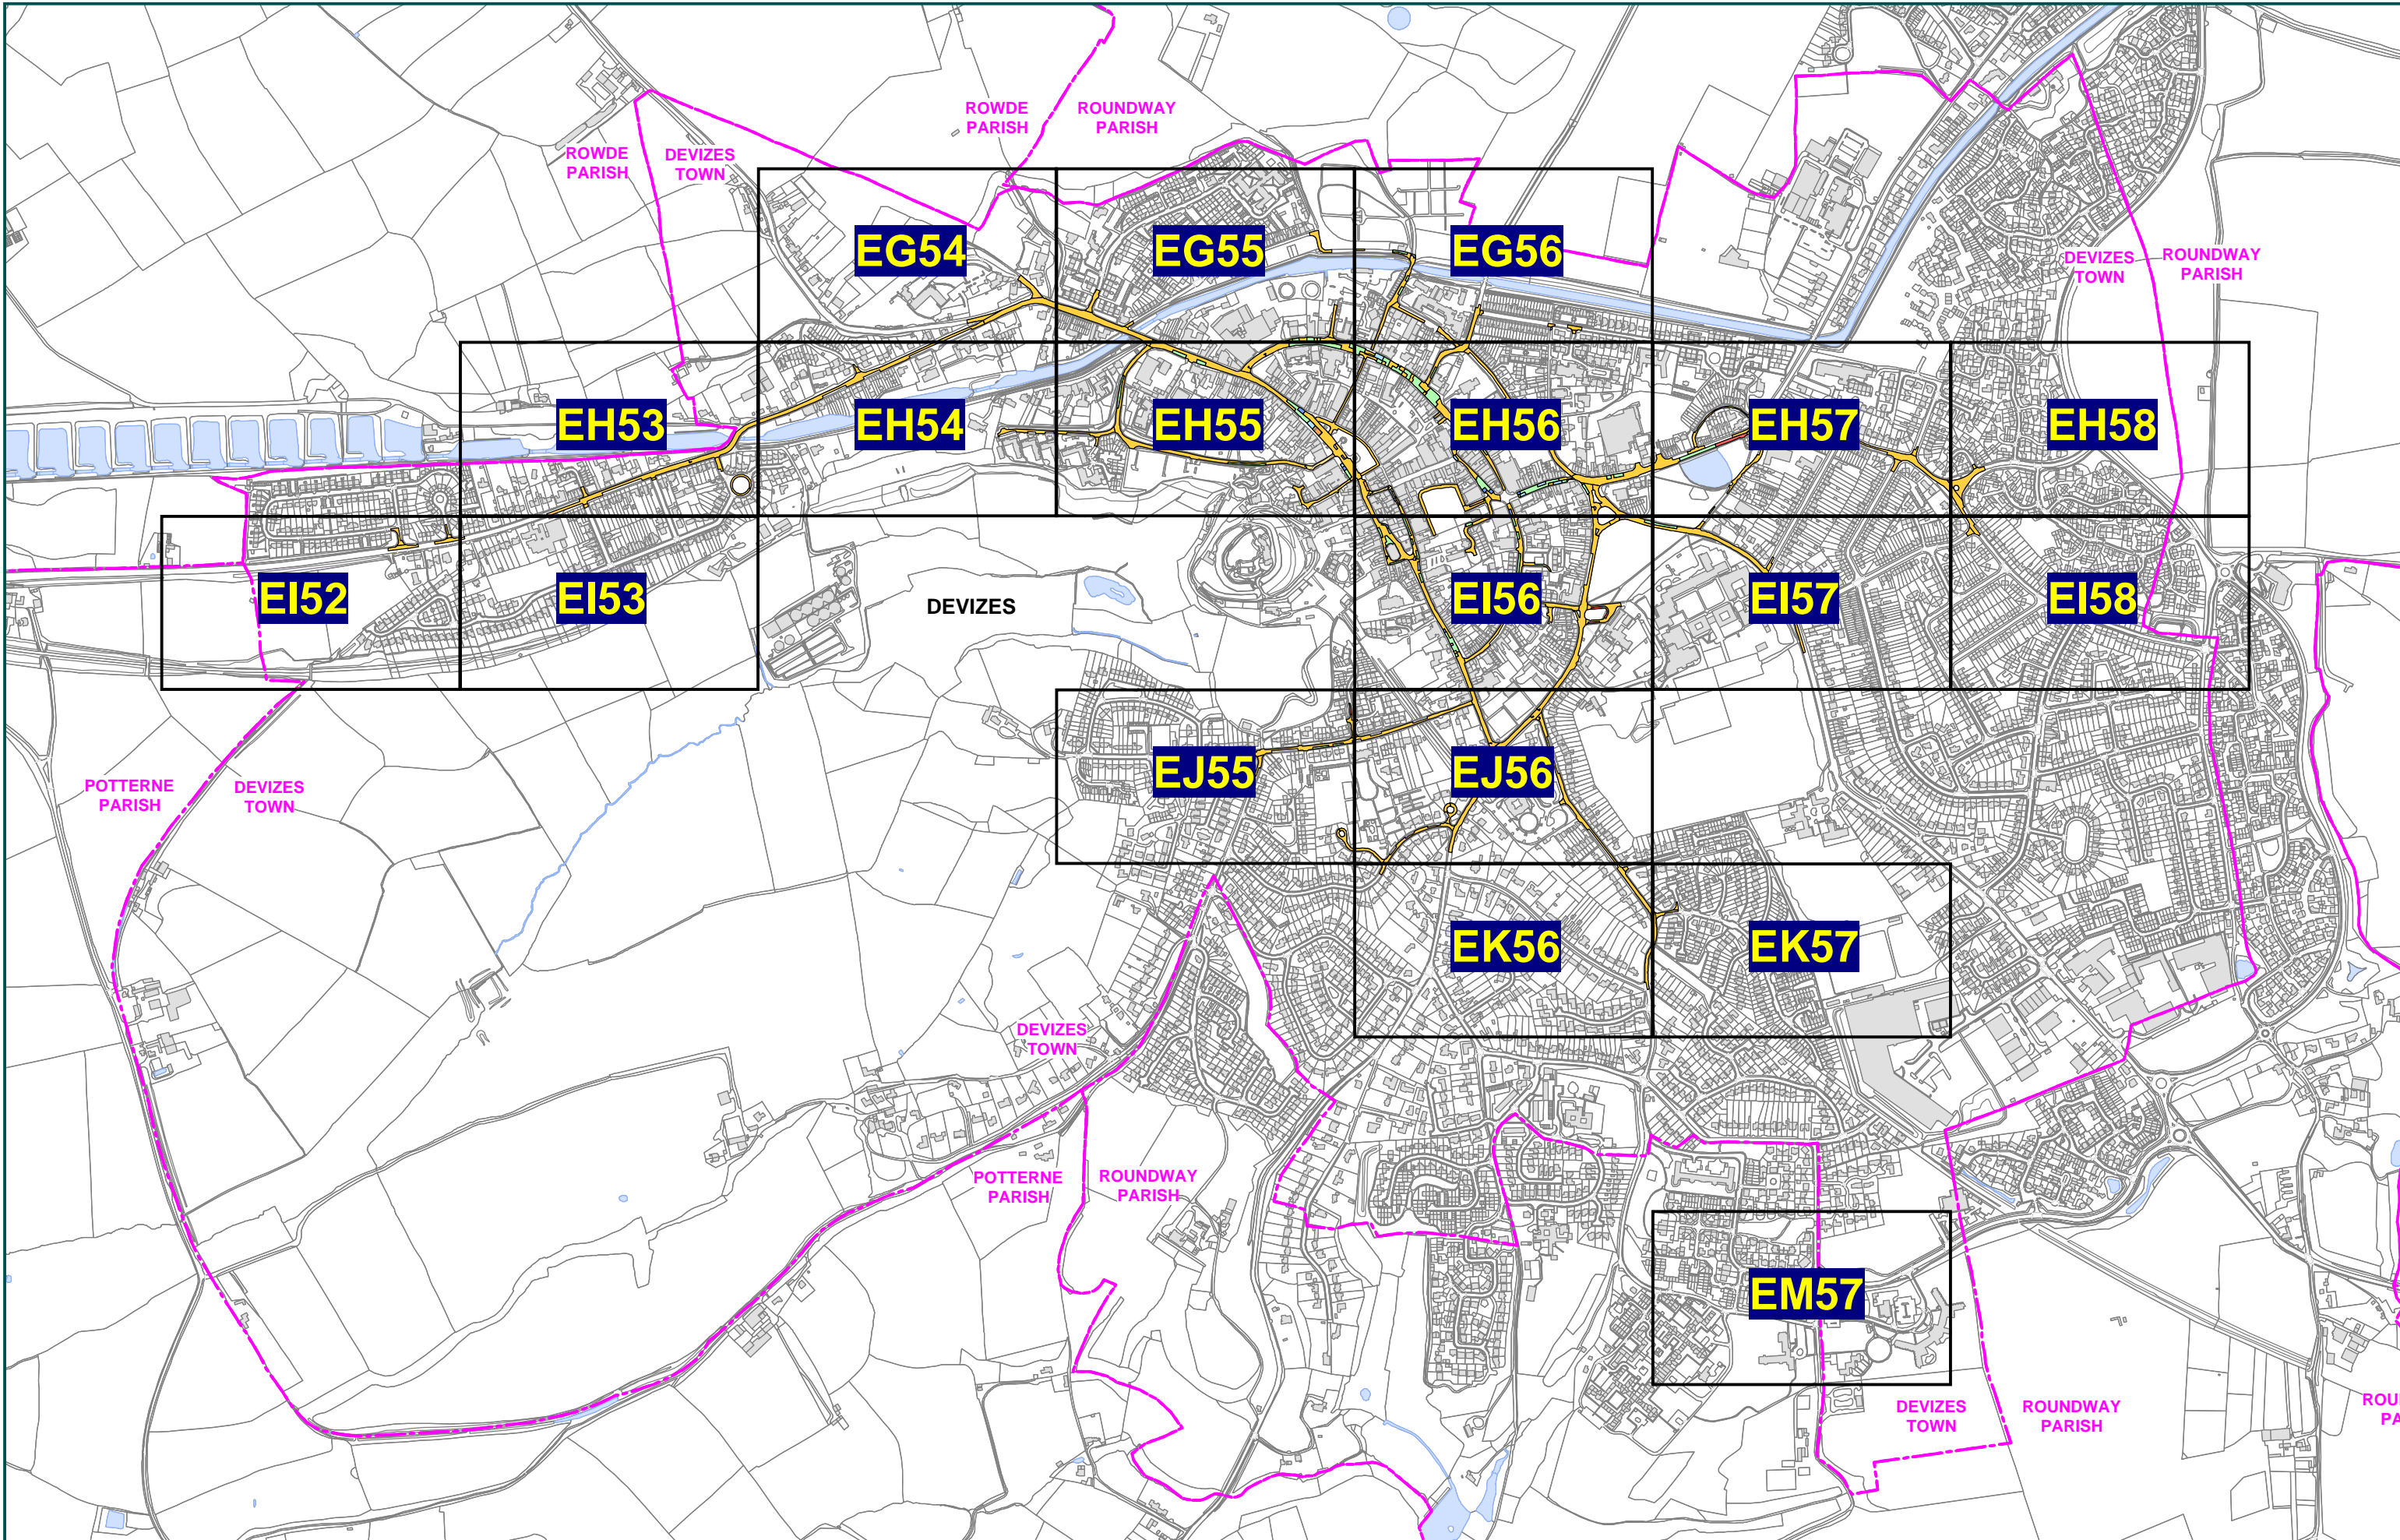 ROWDE
PARISH
ROUNDWAY
PARISH
ROWDE
PARISH
DEVIZES
TOWN
EG54
EG55
EG56
DEVIZES
TOWN
ROUNDWAY
PARISH
EH53
EH54
EH55
EH56
EH57
EH58
EI52
EI53
DEVIZES
EI56
EI57
EI58
POTTERNE
PARISH
DEVIZES
TOWN
EJ55
EJ56
EK56
EK57
DEVIZES
TOWN
POTTERNE
PARISH
ROUNDWAY
PARISH
EM57
DEVIZES
TOWN
ROUNDWAY
PARISH
ROU
PA